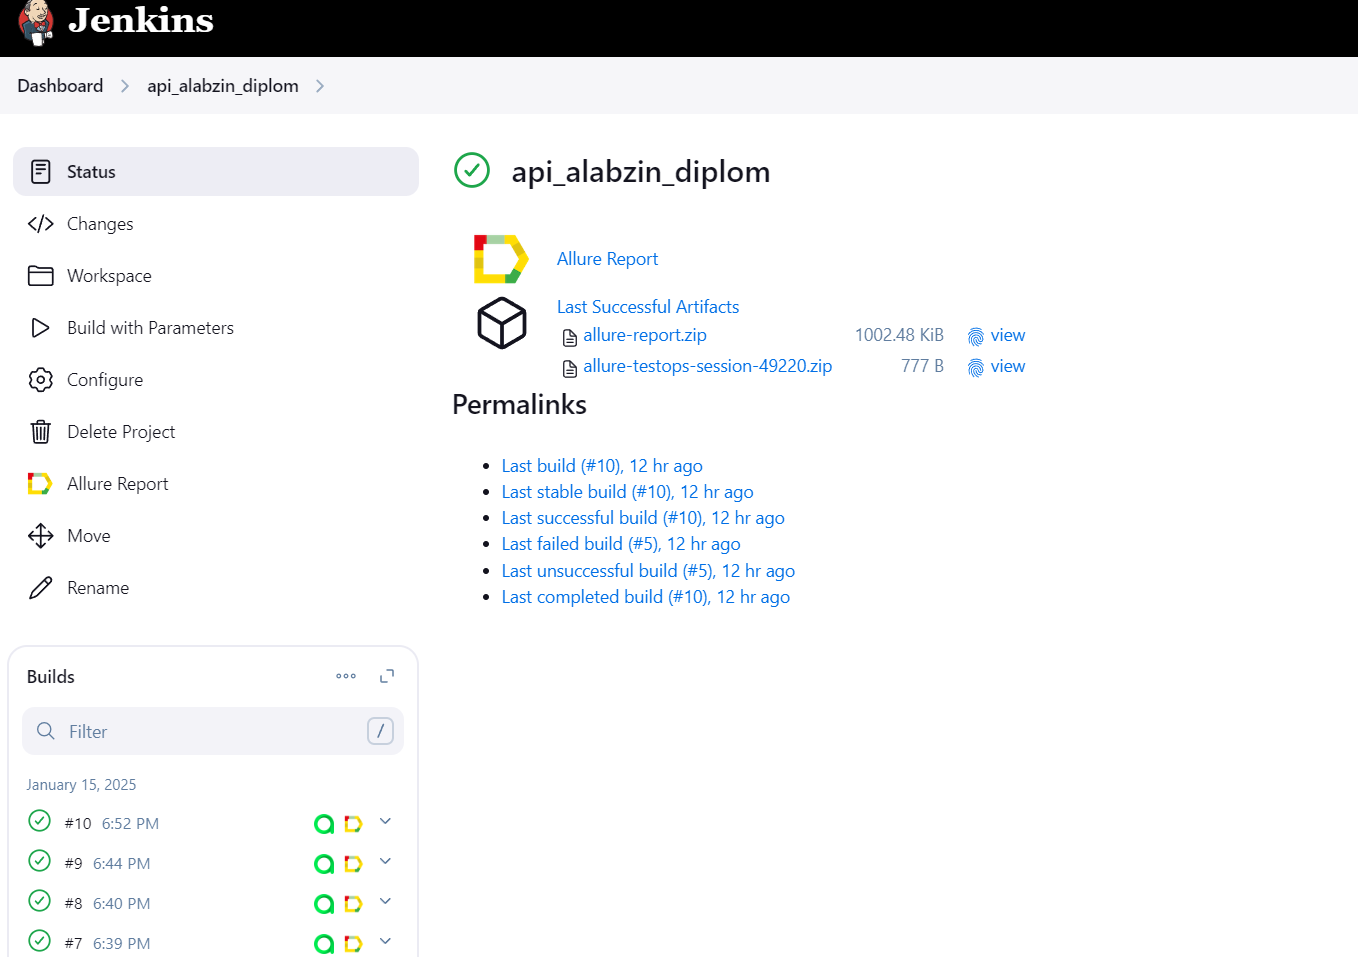 Jenkins
Dashboard
api_alabzin_diplom
Status
Changes
Workspace
Build with Parameters
Configure
Delete Project
Allure Report
Move
Rename
Builds
Filter
/
January 15, 2025
#10 6:52 PM
#9 6:44 PM
#8 6:40 PM
#7 6:39 PM
api_alabzin_diplom
Allure Report
Last Successful Artifacts
allure-report.zip 1002.48 KiB view
allure-testops-session-49220.zip 777 B view
Permalinks
Last build (#10), 12 hr ago
Last stable build (#10), 12 hr ago
Last successful build (#10), 12 hr ago
Last failed build (#5), 12 hr ago
Last unsuccessful build (#5), 12 hr ago
Last completed build (#10), 12 hr ago